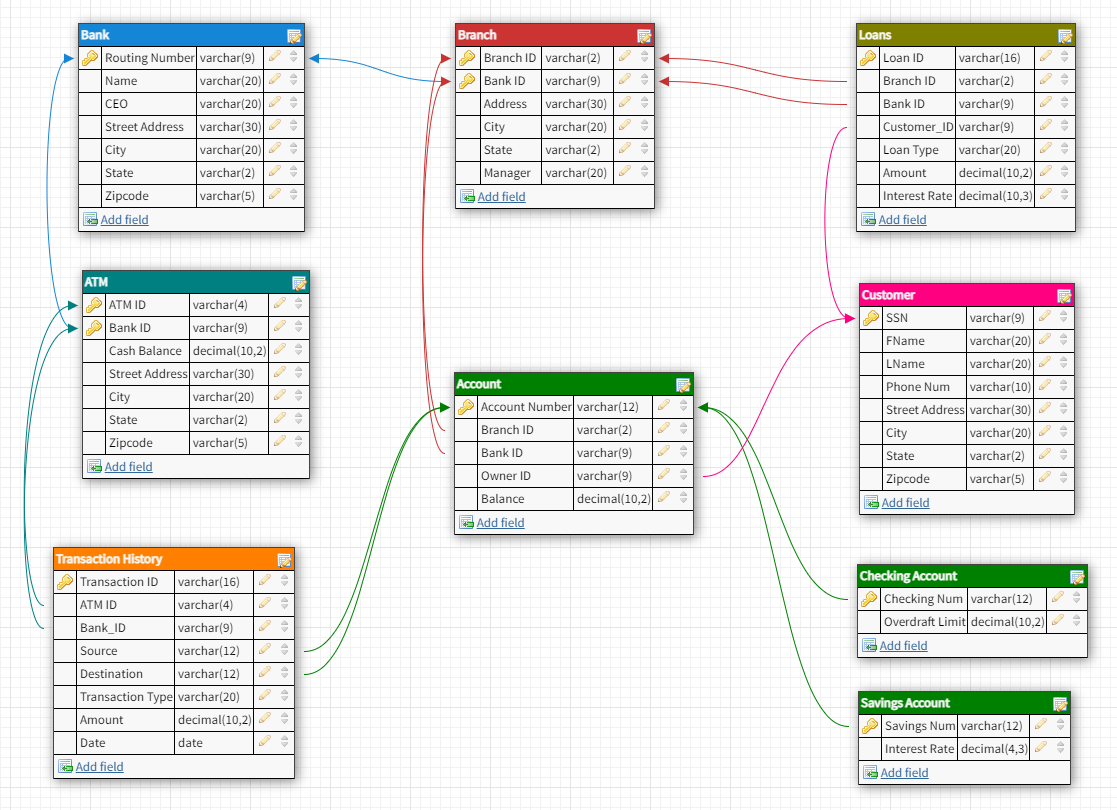 Bank
Routing Number varchar(9)
Name varchar(20)
CEO varchar(20)
Street Address varchar(30)
City varchar(20)
State varchar(2)
Zipcode varchar(5)
Add field
Branch
Branch ID varchar(2)
Bank ID varchar(9)
Address varchar(30)
City varchar(20)
State varchar(2)
Manager varchar(20)
Add field
Loans
Loan ID varchar(16)
Branch ID varchar(2)
Bank ID varchar(9)
Customer_ID varchar(9)
Loan Type varchar(20)
Amount decimal(10,2)
Interest Rate decimal(10,3)
Add field
ATM
ATM ID varchar(4)
Bank ID varchar(9)
Cash Balance decimal(10,2)
Street Address varchar(30)
City varchar(20)
State varchar(2)
Zipcode varchar(5)
Add field
Customer
SSN varchar(9)
FName varchar(20)
LName varchar(20)
Phone Num varchar(10)
Street Address varchar(30)
City varchar(20)
State varchar(2)
Zipcode varchar(5)
Add field
Account
Account Number varchar(12)
Branch ID varchar(2)
Bank ID varchar(9)
Owner ID varchar(9)
Balance decimal(10,2)
Add field
Transaction History
Transaction ID varchar(16)
ATM ID varchar(4)
Bank_ID varchar(9)
Source varchar(12)
Destination varchar(12)
Transaction Type varchar(20)
Amount decimal(10,2)
Date date
Add field
Checking Account
Checking Num varchar(12)
Overdraft Limit decimal(10,2)
Add field
Savings Account
Savings Num varchar(12)
Interest Rate decimal(4,3)
Add field